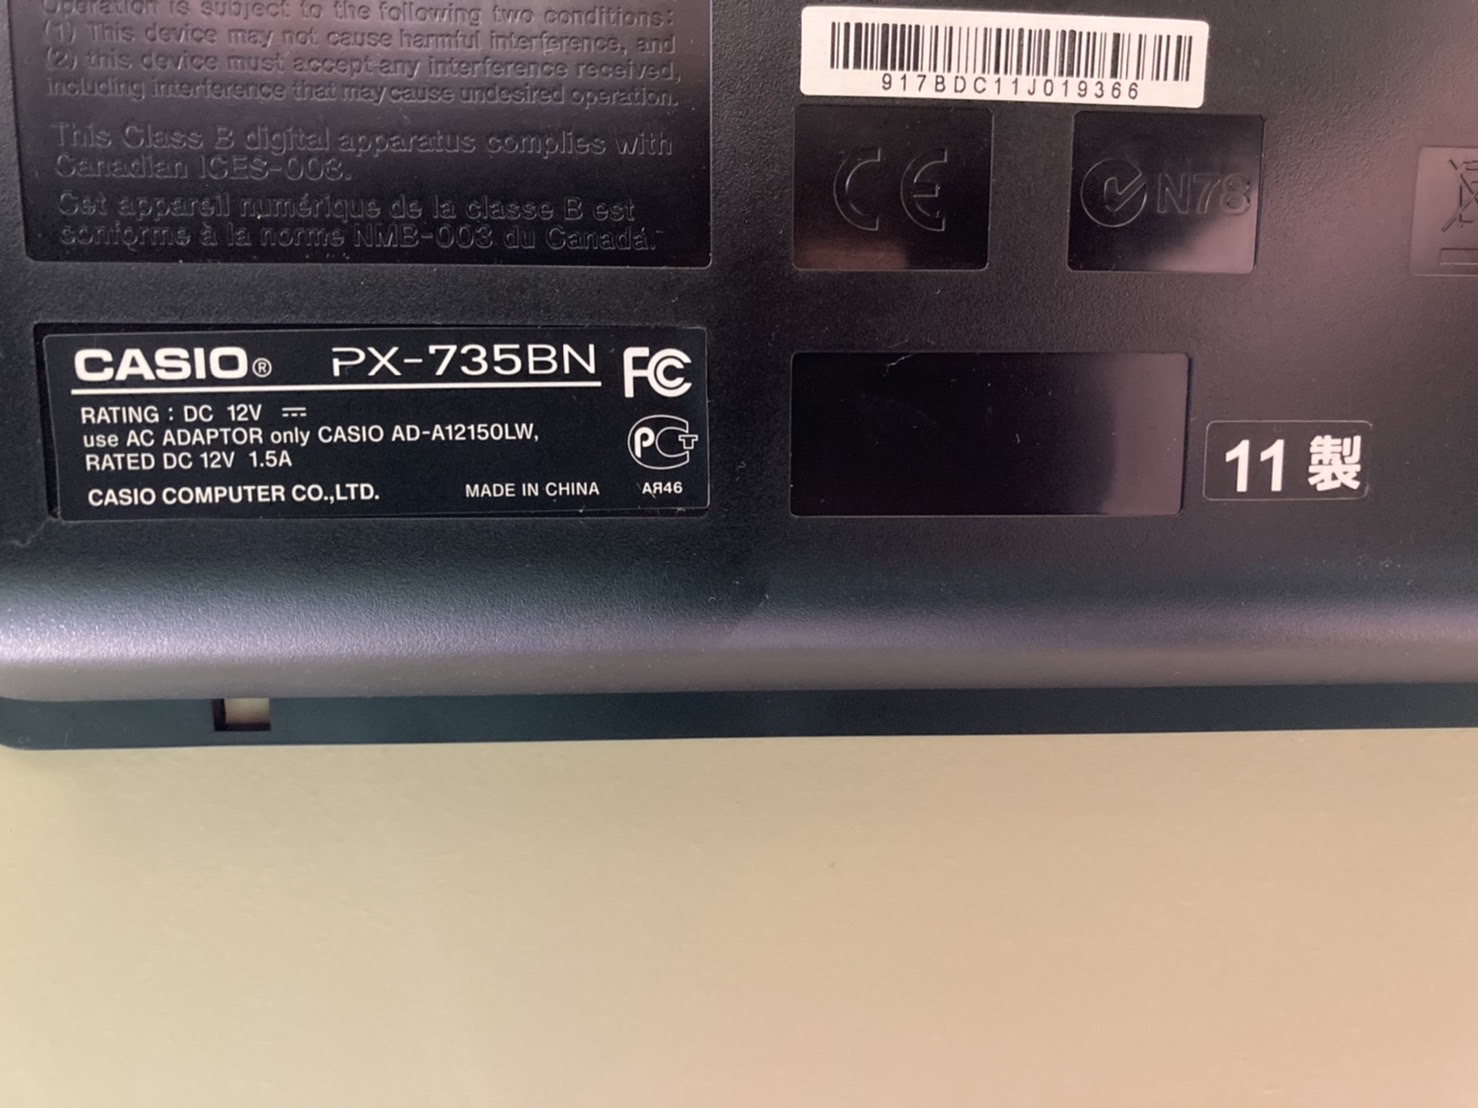 Operation is subject to the following two conditions:
(1) This device may not cause harmful interference, and
(2) this device must accept any interference received,
including interference that may cause undesired operation.
This Class B digital apparatus complies with
Canadian ICES-003.
Cet appareil numérique de la classe B est
conforme à la norme NMB-003 du Canada.
917BDC11J019366
CE
N78
CASIO® PX-735BN FC
RATING : DC 12V
use AC ADAPTOR only CASIO AD-A12150LW,
RATED DC 12V 1.5A
CASIO COMPUTER CO.,LTD. MADE IN CHINA
PCT
АЯ46
11 製